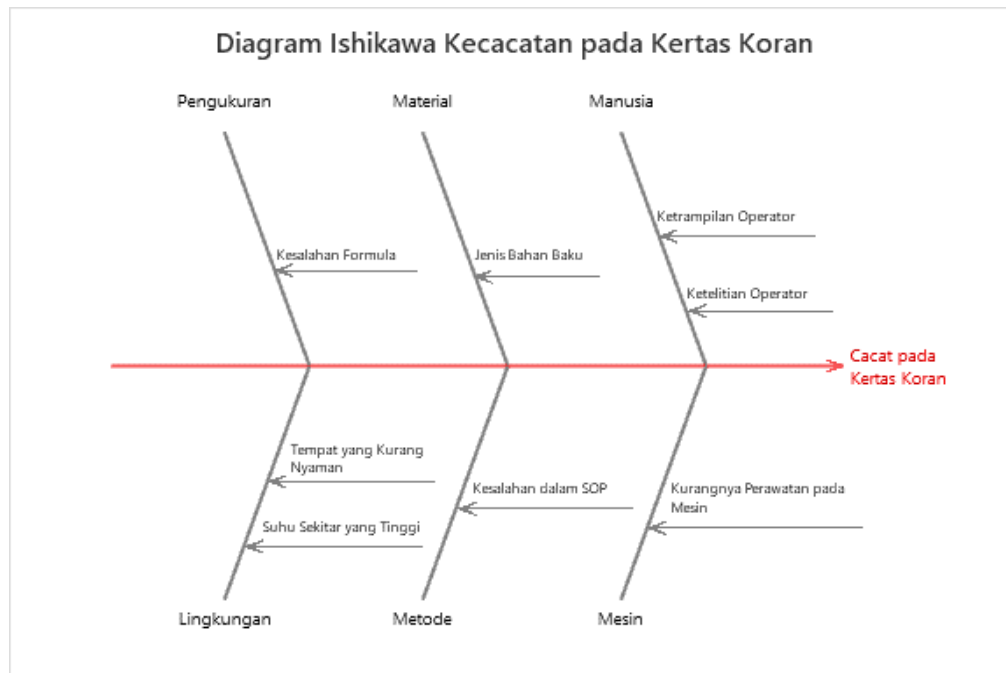 Diagram Ishikawa Kecacatan pada Kertas Koran
Pengukuran
Material
Manusia
Ketrampilan Operator
Kesalahan Formula
Jenis Bahan Baku
Ketelitian Operator
Cacat pada
Kertas Koran
Tempat yang Kurang
Nyaman
Kesalahan dalam SOP
Kurangnya Perawatan pada
Mesin
Suhu Sekitar yang Tinggi
Lingkungan
Metode
Mesin